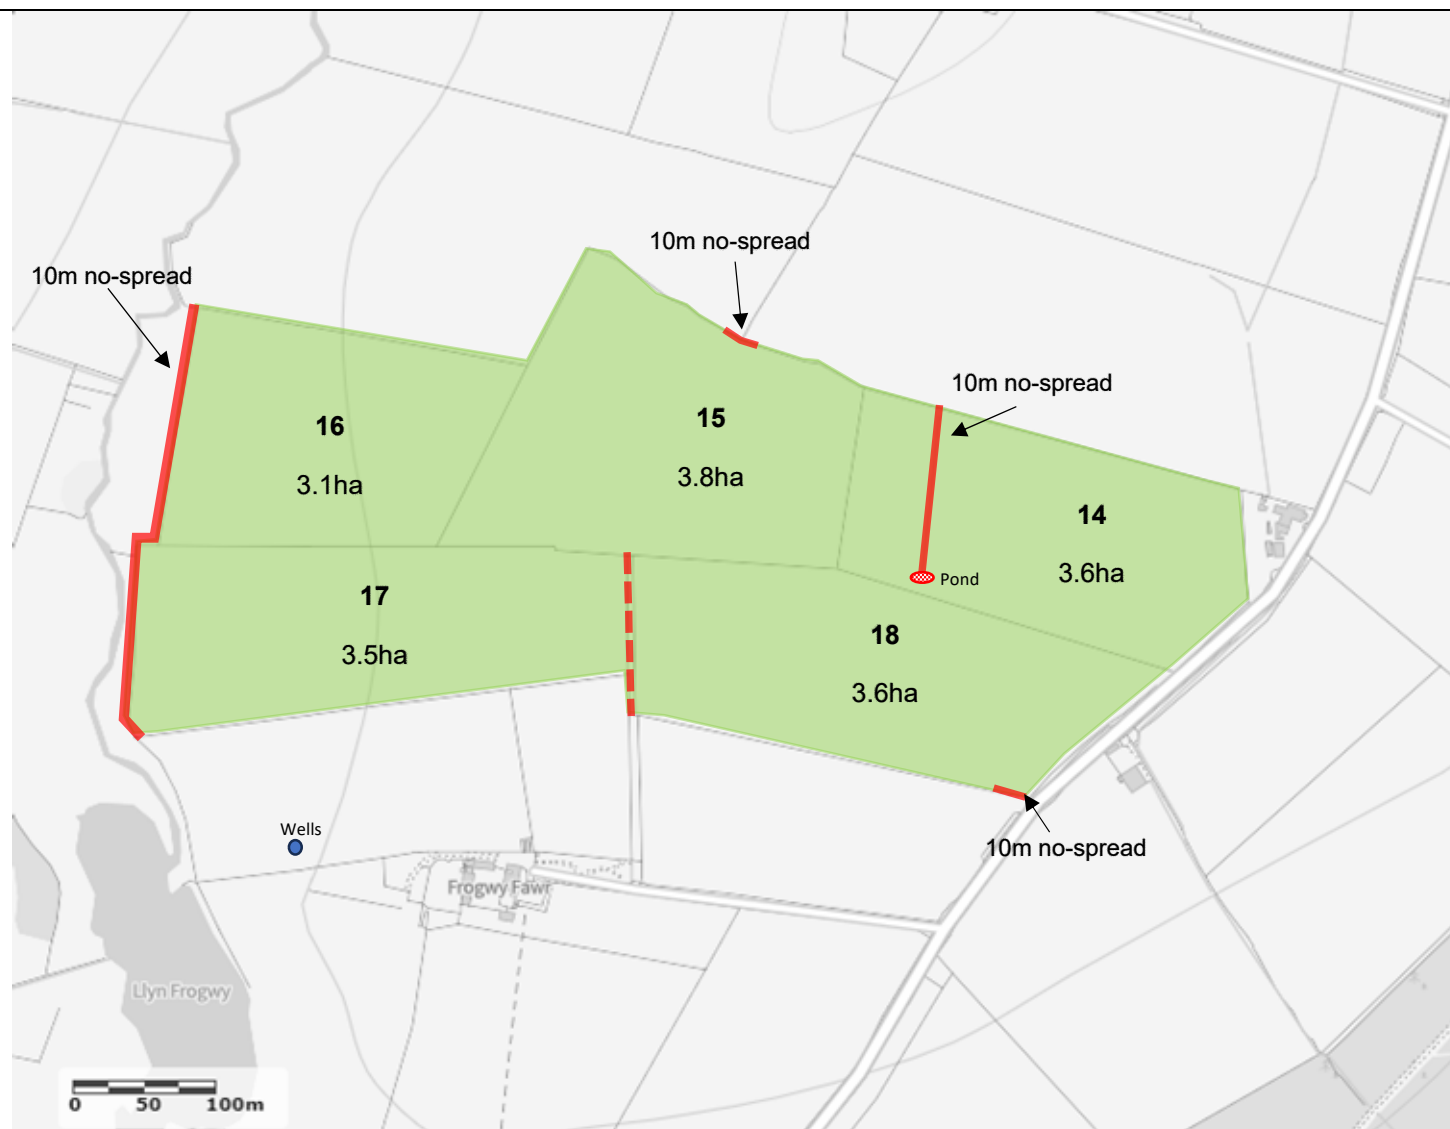 10m no-spread
10m no-spread
10m no-spread
16
3.1ha
15
3.8ha
14
3.6ha
Pond
17
3.5ha
18
3.6ha
Wells
10m no-spread
Frogwy Fawr
Llyn Frogwy
0 50 100m